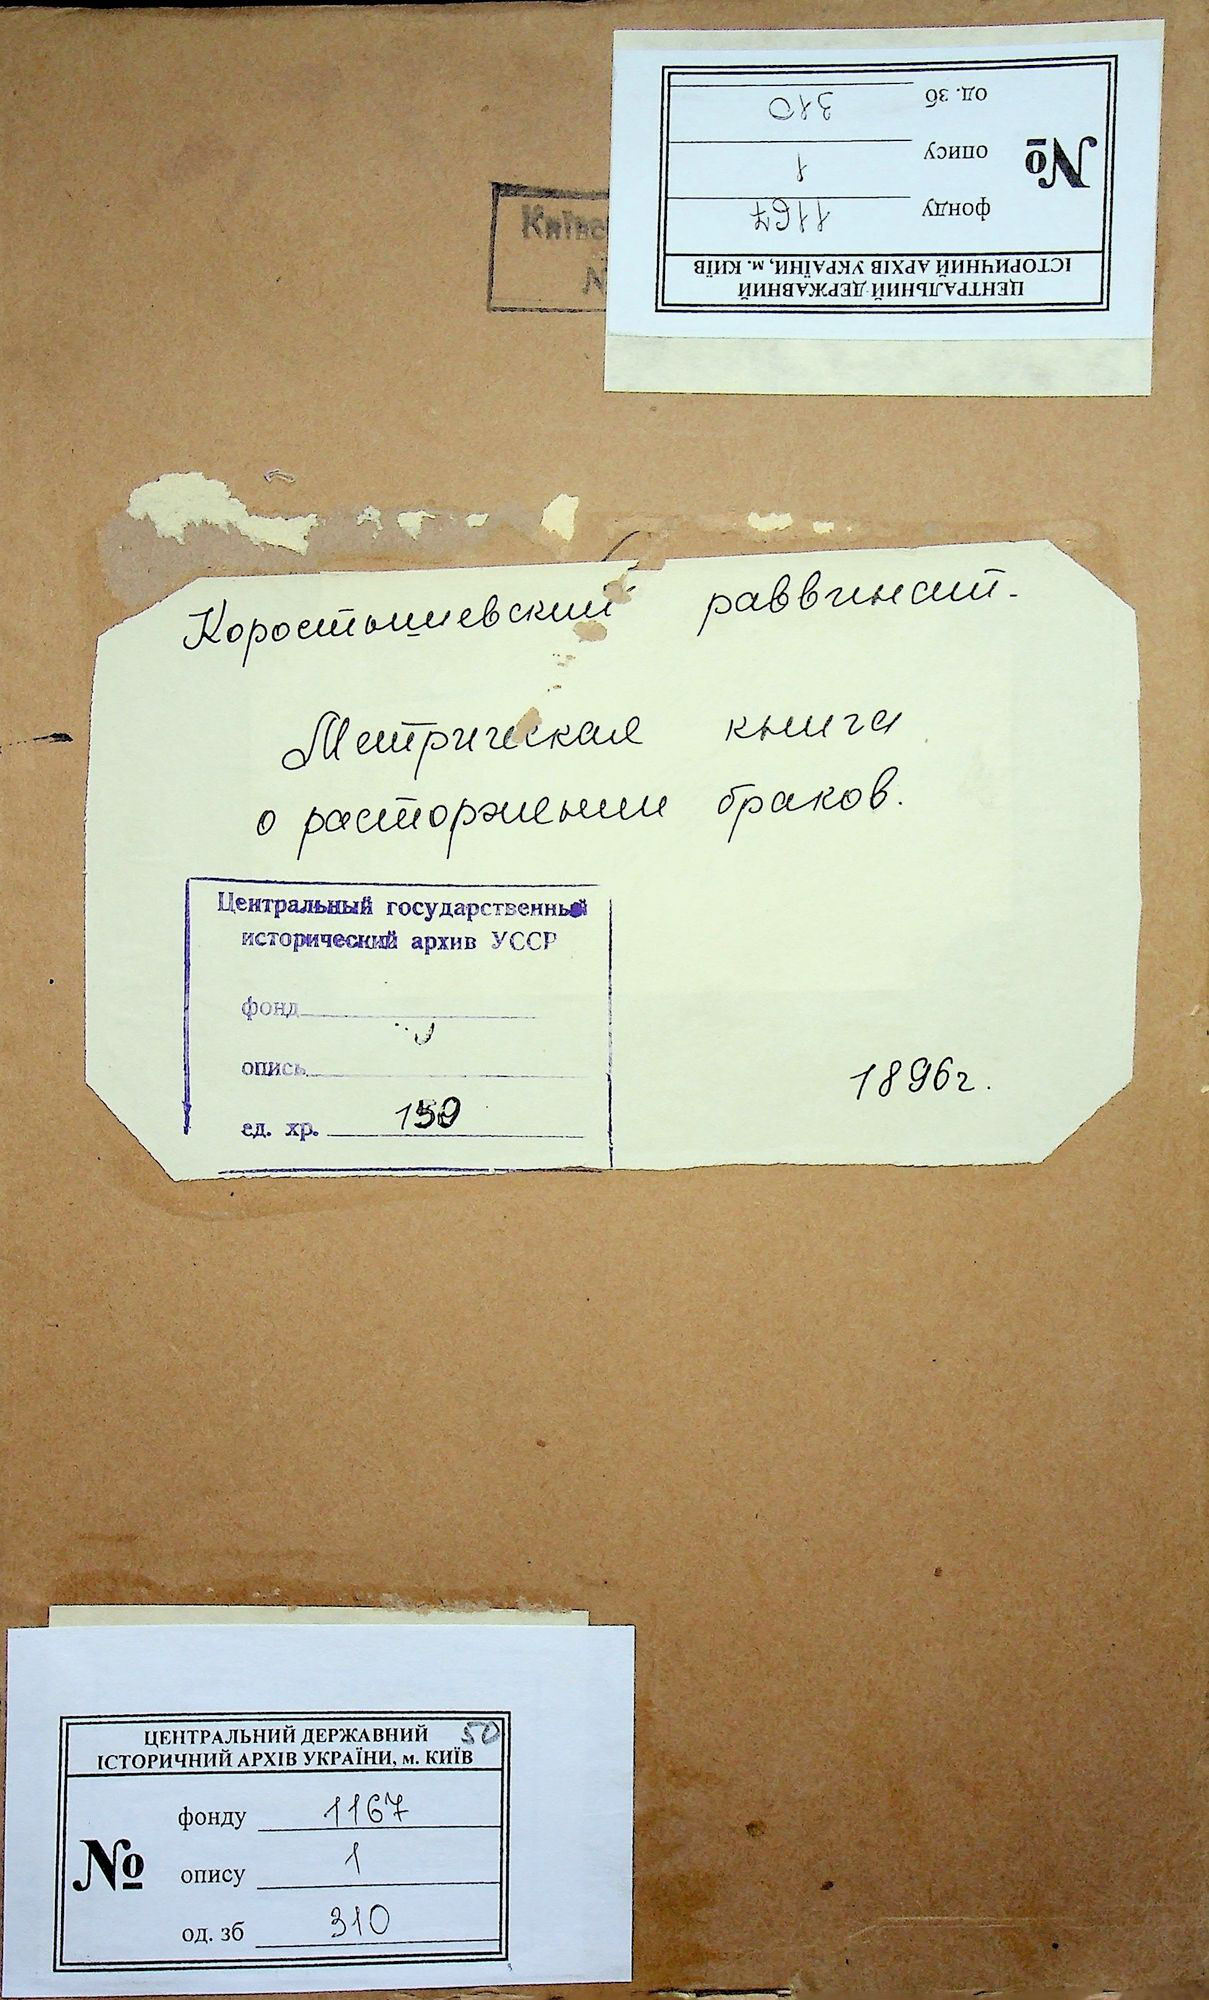 ЦЕНТРАЛЬНИЙ ДЕРЖАВНИЙ
ІСТОРИЧНИЙ АРХІВ УКРАЇНИ, м. КИЇВ
№
фонду 1167
опису 1
од. зб 310
Коростышевский раввинат.
Метрическая книга
о расторжении браков.
Центральный государственный
исторический архив УССР
фонд
опись
ед. хр. 150
1896г.
ЦЕНТРАЛЬНИЙ ДЕРЖАВНИЙ 50
ІСТОРИЧНИЙ АРХІВ УКРАЇНИ, м. КИЇВ
№
фонду 1167
опису 1
од. зб 310